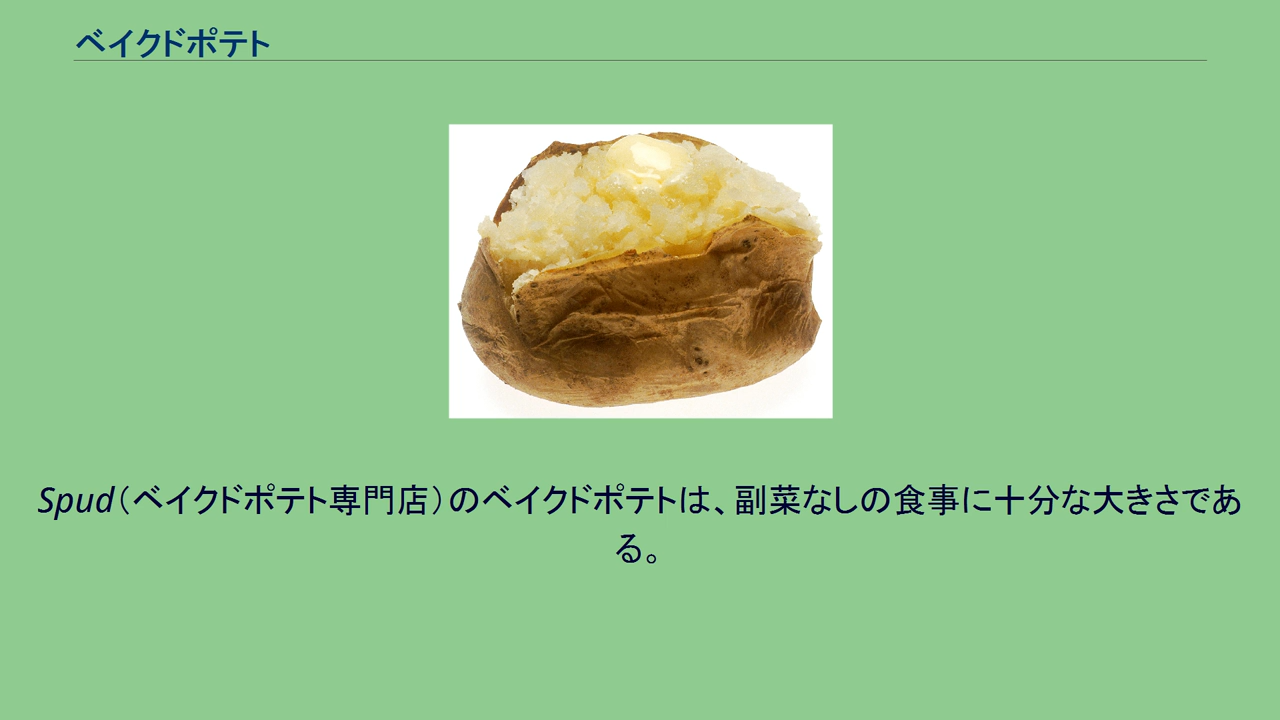 ベイクドポテト
Spud（ベイクドポテト専門店）のベイクドポテトは、副菜なしの食事に十分な大きさであ
る。